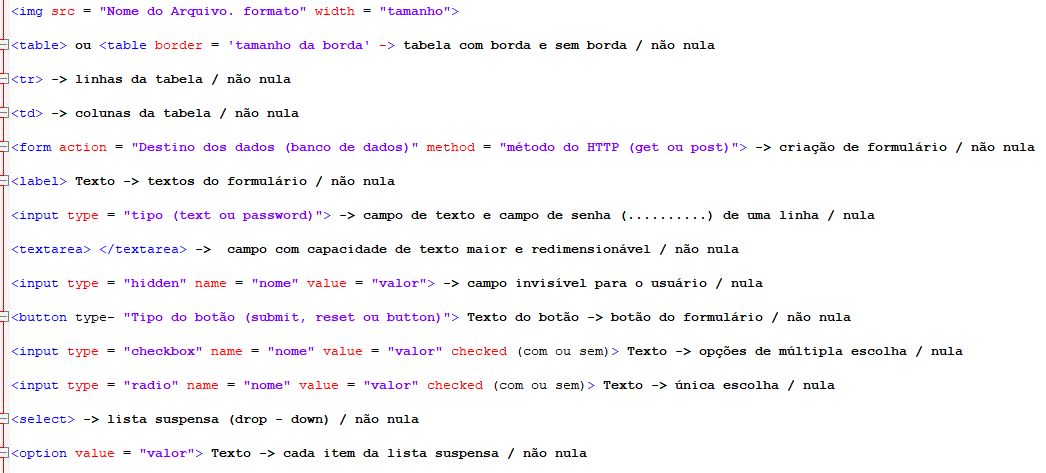 <img src = "Nome do Arquivo. formato" width = "tamanho">
<table> ou <table border = 'tamanho da borda' -> tabela com borda e sem borda / não nula
<tr> -> linhas da tabela / não nula
<td> -> colunas da tabela / não nula
<form action = "Destino dos dados (banco de dados)" method = "método do HTTP (get ou post)"> -> criação de formulário / não nula
<label> Texto -> textos do formulário / não nula
<input type = "tipo (text ou password)"> -> campo de texto e campo de senha (..........) de uma linha / nula
<textarea> </textarea> ->  campo com capacidade de texto maior e redimensionável / não nula
<input type = "hidden" name = "nome" value = "valor"> -> campo invisível para o usuário / nula
<button type- "Tipo do botão (submit, reset ou button)"> Texto do botão -> botão do formulário / não nula
<input type = "checkbox" name = "nome" value = "valor" checked (com ou sem)> Texto -> opções de múltipla escolha / nula
<input type = "radio" name = "nome" value = "valor" checked (com ou sem)> Texto -> única escolha / nula
<select> -> lista suspensa (drop - down) / não nula
<option value = "valor"> Texto -> cada item da lista suspensa / não nula